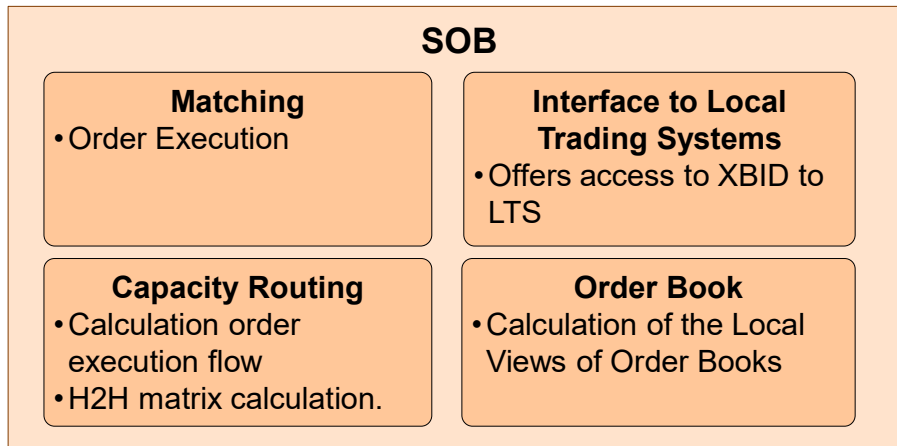 SOB
Matching
•Order Execution
Interface to Local
Trading Systems
•Offers access to XBID to
LTS
Capacity Routing
•Calculation order
execution flow
•H2H matrix calculation.
Order Book
•Calculation of the Local
Views of Order Books